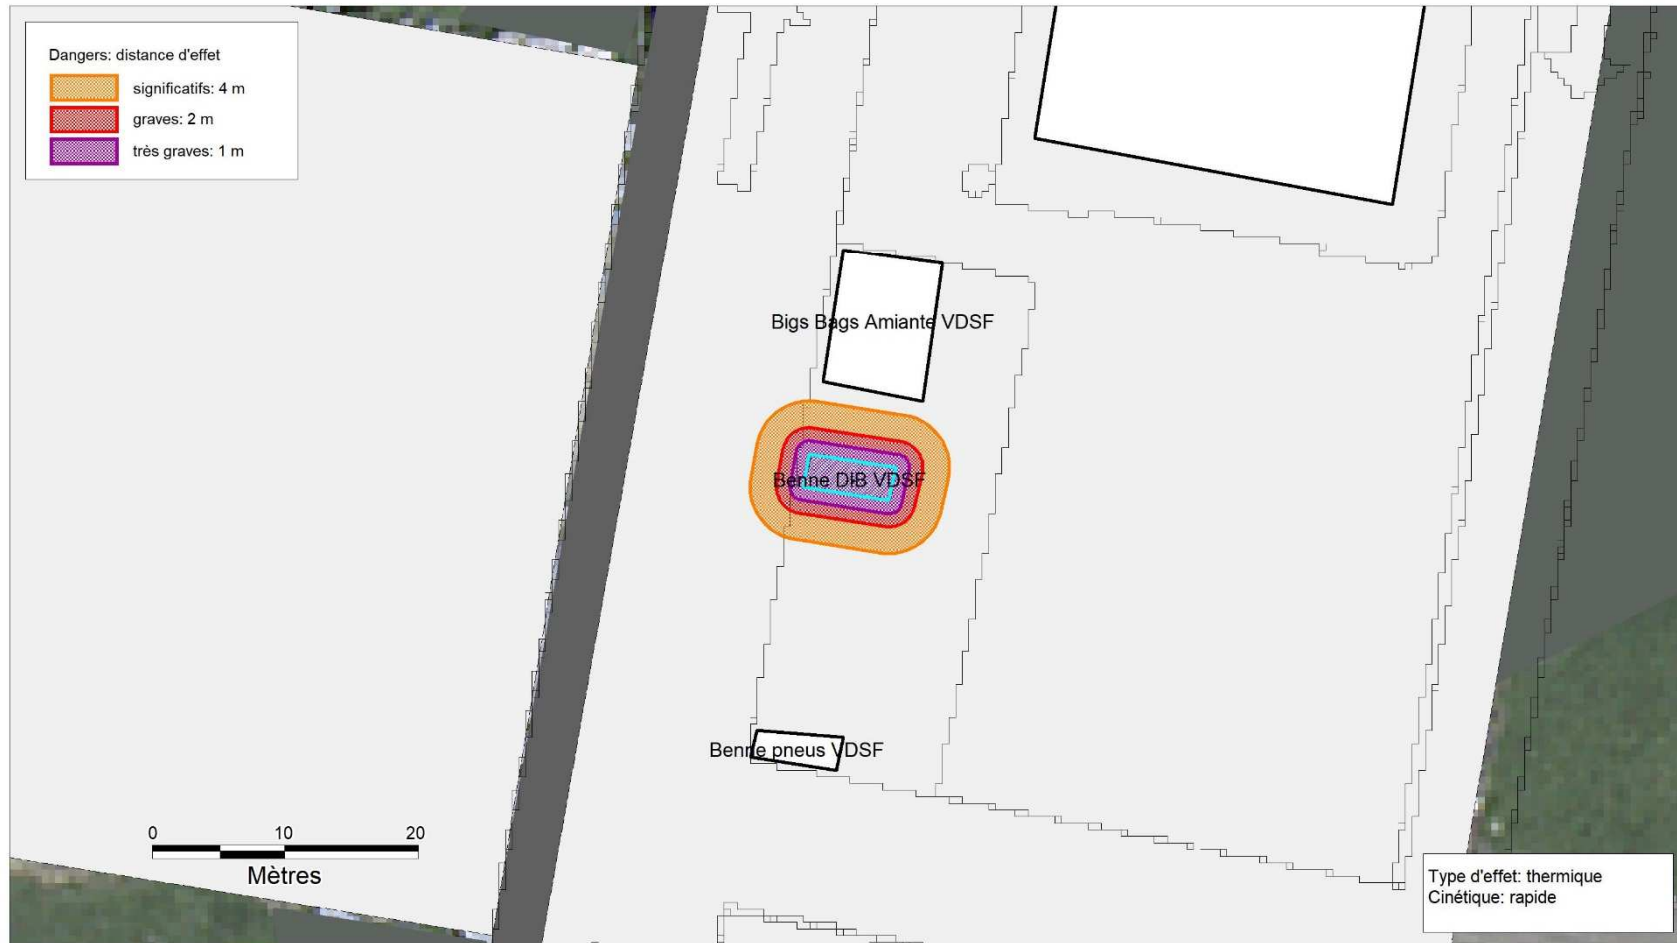 Dangers: distance d'effet
significatifs: 4 m
graves: 2 m
très graves: 1 m
Bigs Bags Amiante VDSF
Benne DIB VDSF
Benne pneus VDSF
0 10 20
Mètres
Type d'effet: thermique
Cinétique: rapide